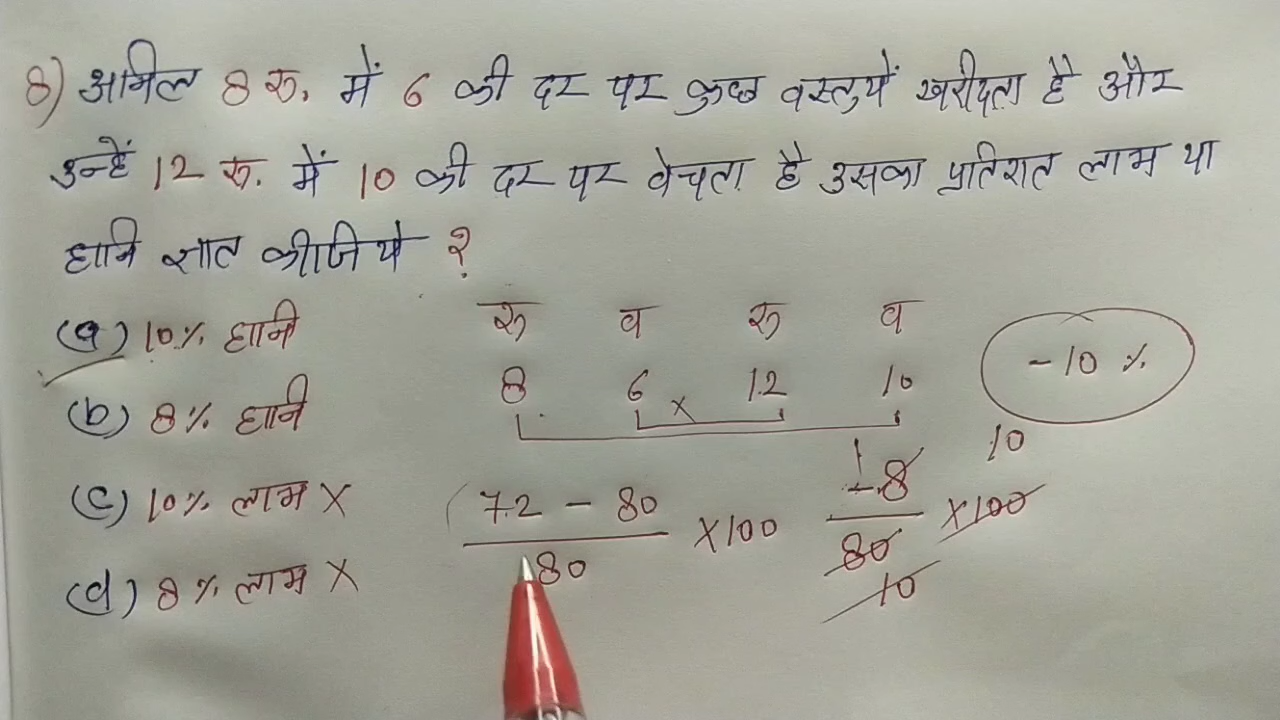 8) अनिल 8 रु. में 6 की दर पर कुछ वस्तुयें खरीदता है और
उन्हें 12 रु. में 10 की दर पर बेचता है उसका प्रतिशत लाभ या
हानि ज्ञात कीजिये ?
(a) 10% हानि
(b) 8% हानि
(c) 10% लाभ X
(d) 8% लाभ X
रु व रु व
8 6 x 12 10
-10 %
72 - 80
80
X100
1
-8
80
10
10
X100